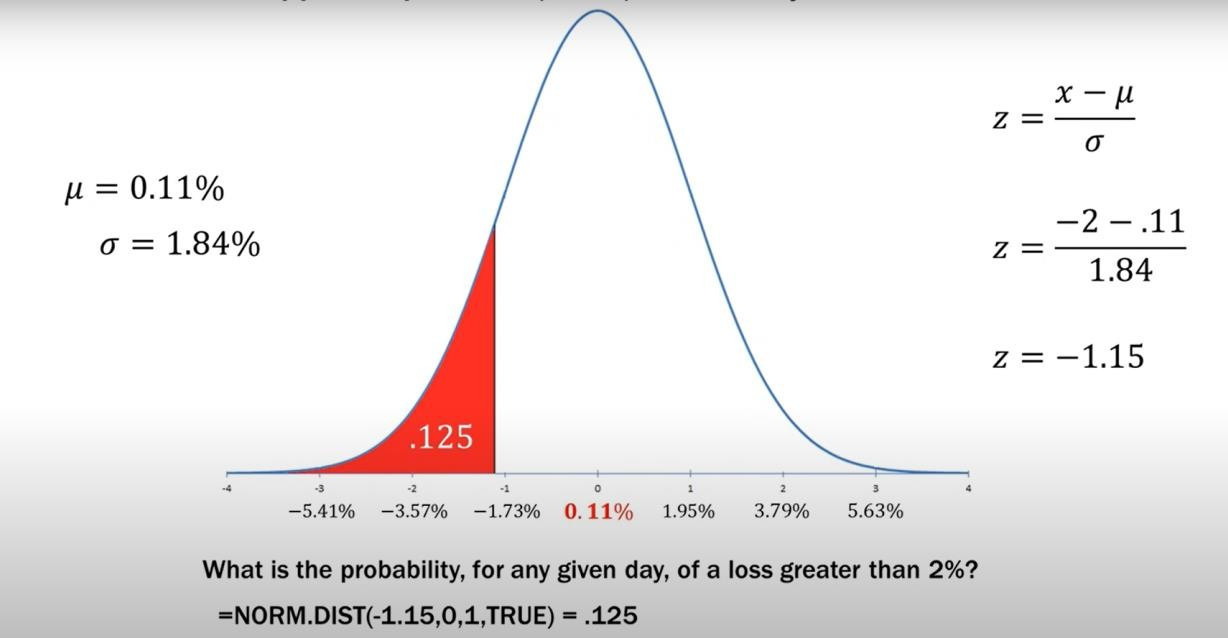 μ = 0.11%
σ = 1.84%
z = (x − μ) / σ
z = (−2 − .11) / 1.84
z = −1.15
.125
-4 -3 -2 -1 0 1 2 3 4
−5.41% −3.57% −1.73% 0.11% 1.95% 3.79% 5.63%
What is the probability, for any given day, of a loss greater than 2%?
=NORM.DIST(-1.15,0,1,TRUE) = .125